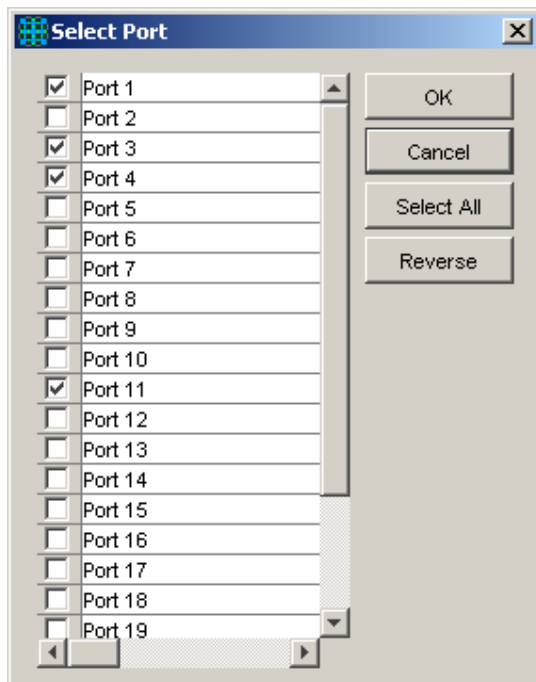 Select Port
Port 1
Port 2
Port 3
Port 4
Port 5
Port 6
Port 7
Port 8
Port 9
Port 10
Port 11
Port 12
Port 13
Port 14
Port 15
Port 16
Port 17
Port 18
Port 19
OK
Cancel
Select All
Reverse